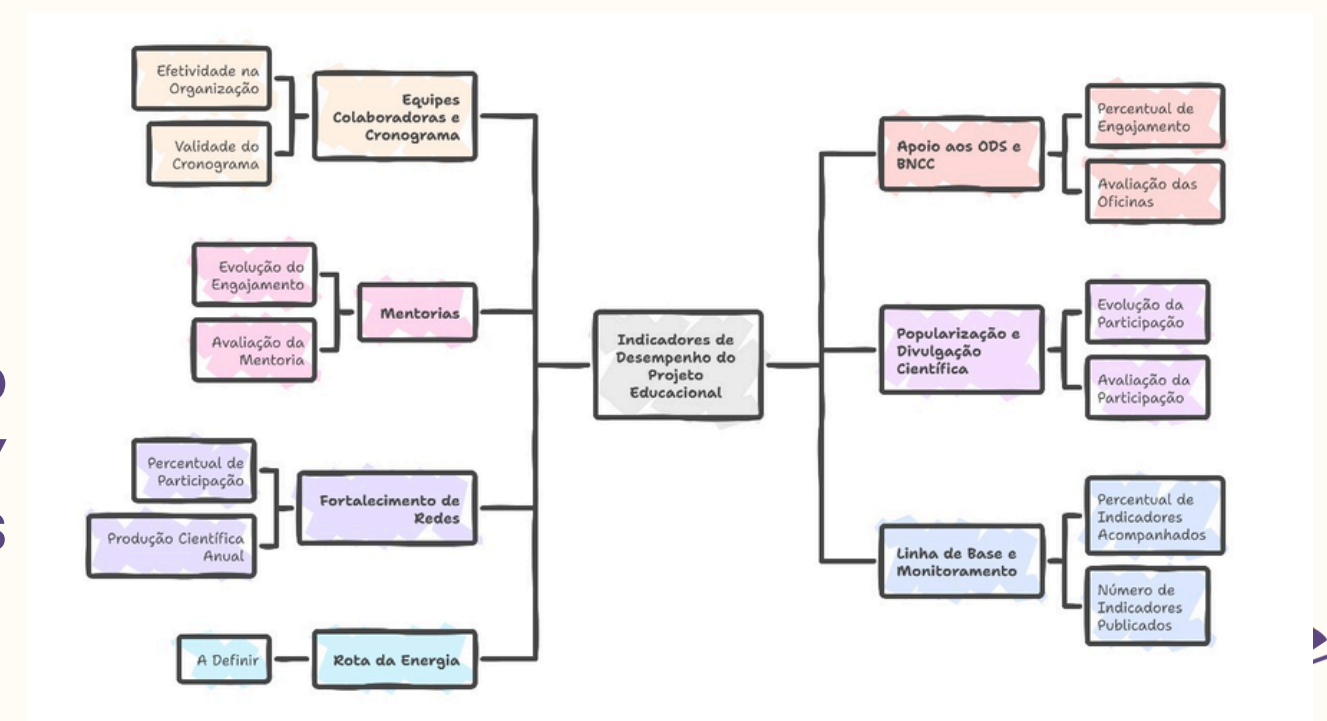 Efetividade na
Organização
Validade do
Cronograma
Equipes
Colaboradoras e
Cronograma
Evolução do
Engajamento
Avaliação da
Mentoria
Mentorias
Percentual de
Participação
Produção Científica
Anual
Fortalecimento de
Redes
A Definir
Rota da Energia
Indicadores de
Desempenho do
Projeto
Educacional
Apoio aos ODS e
BNCC
Percentual de
Engajamento
Avaliação das
Oficinas
Popularização e
Divulgação
Científica
Evolução da
Participação
Avaliação da
Participação
Linha de Base e
Monitoramento
Percentual de
Indicadores
Acompanhados
Número de
Indicadores
Publicados